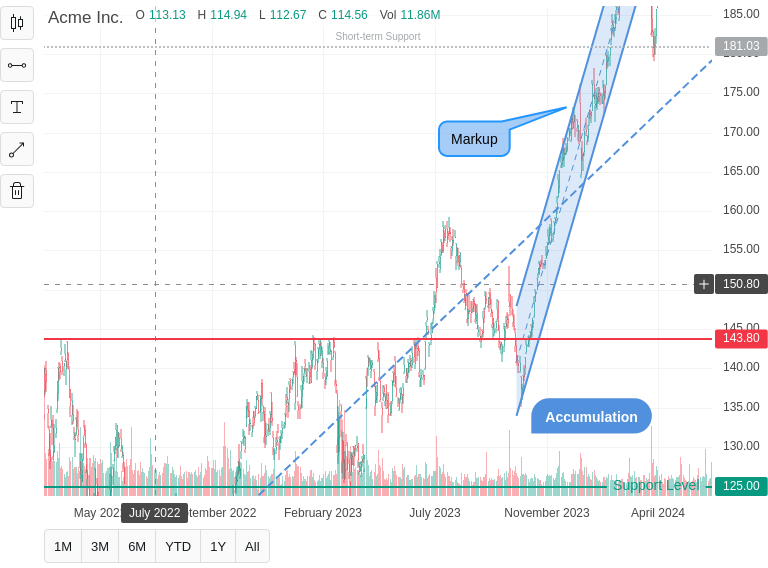 Acme Inc. O 113.13 H 114.94 L 112.67 C 114.56 Vol 11.86M
185.00
Short-term Support
181.03
175.00
Markup
170.00
165.00
160.00
155.00
150.80
145.00
143.80
140.00
135.00
Accumulation
130.00
Support Level
125.00
May July 2022 tember 2022 February 2023 July 2023 November 2023 April 2024
1M 3M 6M YTD 1Y All